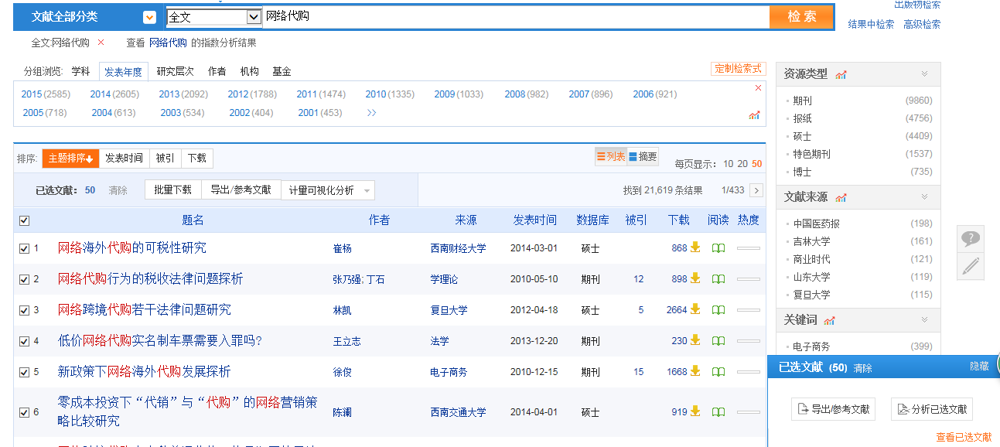 出版物检索
文献全部分类 全文 网络代购 检 索
结果中检索 高级检索
全文:网络代购 × 查看 网络代购 的指数分析结果
分组浏览: 学科 发表年度 研究层次 作者 机构 基金 定制检索式
2015(2585) 2014(2605) 2013(2092) 2012(1788) 2011(1474) 2010(1335) 2009(1033) 2008(982) 2007(896) 2006(921)
2005(718) 2004(613) 2003(534) 2002(404) 2001(453) >>
排序: 主题排序 发表时间 被引 下载 列表 摘要 每页显示: 10 20 50
已选文献: 50 清除 批量下载 导出/参考文献 计量可视化分析 找到 21,619 条结果 1/433 >
题名 作者 来源 发表时间 数据库 被引 下载 阅读 热度
1 网络海外代购的可税性研究 崔杨 西南财经大学 2014-03-01 硕士 868
2 网络代购行为的税收法律问题探析 张乃强; 丁石 学理论 2010-05-10 期刊 12 898
3 网络跨境代购若干法律问题研究 林凯 复旦大学 2012-04-18 硕士 5 2664
4 低价网络代购实名制车票需要入罪吗? 王立志 法学 2013-12-20 期刊 230
5 新政策下网络海外代购发展探析 徐俊 电子商务 2010-12-15 期刊 15 1668
6 零成本投资下“代销”与“代购”的网络营销策
略比较研究 陈澜 西南交通大学 2014-04-01 硕士 919
资源类型
期刊 (9860)
报纸 (4756)
硕士 (4409)
特色期刊 (1537)
博士 (735)
文献来源
中国医药报 (198)
吉林大学 (161)
商业时代 (121)
山东大学 (119)
复旦大学 (115)
关键词
电子商务 (399)
已选文献 (50) 清除 隐藏
导出/参考文献 分析已选文献
查看已选文献